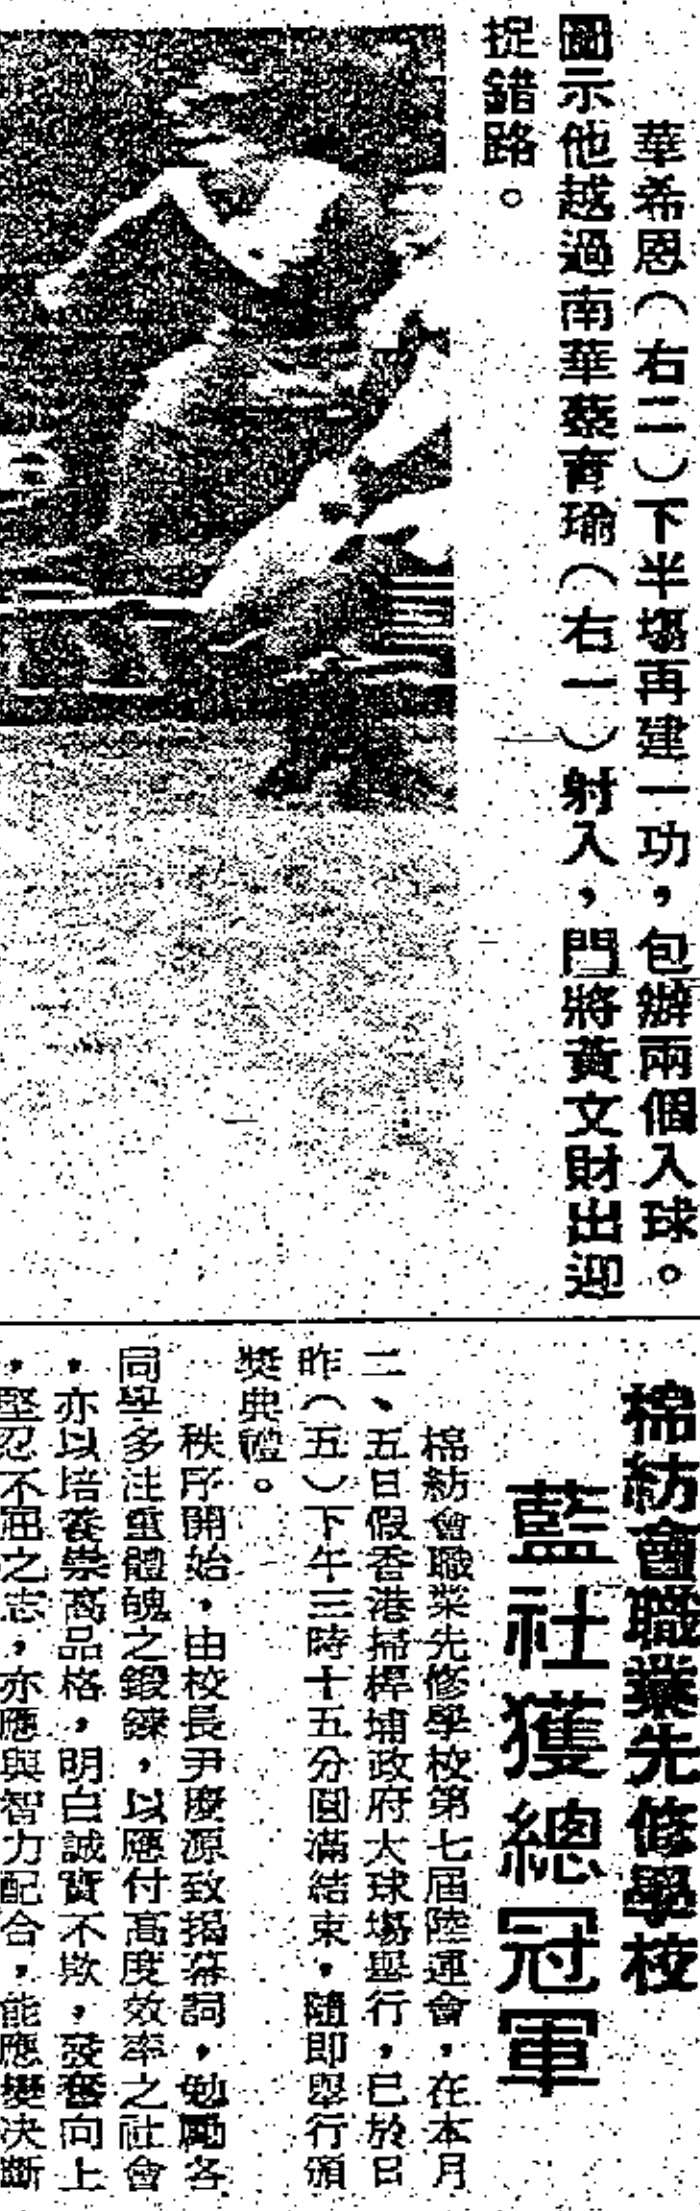 華希恩（右二）下半場再建一功，包辦兩個入球。
圖示他越過南華蔡育瑜（右一）射入，門將黃文財出迎
捉錯路。
棉紡會職業先修學校
藍社獲總冠軍
棉紡會職業先修學校第七屆陸運會，在本月
二、五日假香港掃桿埔政府大球場舉行，已於日
昨（五）下午三時十五分圓滿結束，隨即舉行頒
獎典禮。
秩序開始，由校長尹慶源致揭幕詞，勉勵各
同學多注重體魄之鍛鍊，以應付高度效率之社會
，亦以培養崇高品格，明白誠實不欺，發奮向上
，堅忍不屈之志，亦應與智力配合，能應變決斷